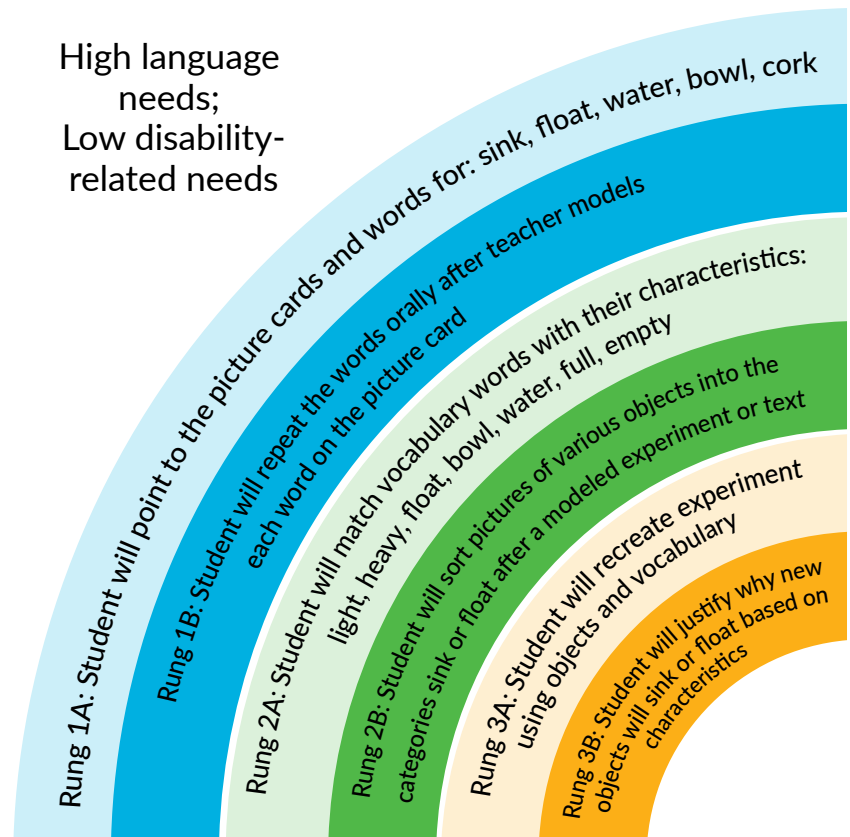 High language
needs;
Low disability-
related needs
Rung 1A: Student will point to the picture cards and words for: sink, float, water, bowl, cork
Rung 1B: Student will repeat the words orally after teacher models
each word on the picture card
Rung 2A: Student will match vocabulary words with their characteristics:
light, heavy, float, bowl, water, full, empty
Rung 2B: Student will sort pictures of various objects into the
categories sink or float after a modeled experiment or text
Rung 3A: Student will recreate experiment
using objects and vocabulary
Rung 3B: Student will justify why new
objects will sink or float based on
characteristics